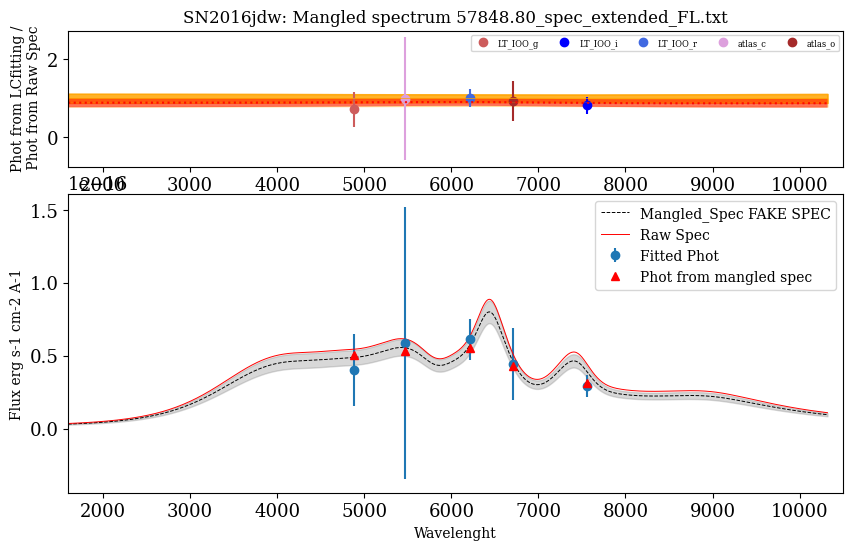 SN2016jdw: Mangled spectrum 57848.80_spec_extended_FL.txt
Phot from LCfitting /
Phot from Raw Spec
2
0
LT_IOO_g
LT_IOO_i
LT_IOO_r
atlas_c
atlas_o
2000 3000 4000 5000 6000 7000 8000 9000 10000
1e−16
Flux erg s-1 cm-2 A-1
1.5
1.0
0.5
0.0
Mangled_Spec FAKE SPEC
Raw Spec
Fitted Phot
Phot from mangled spec
2000 3000 4000 5000 6000 7000 8000 9000 10000
Wavelenght